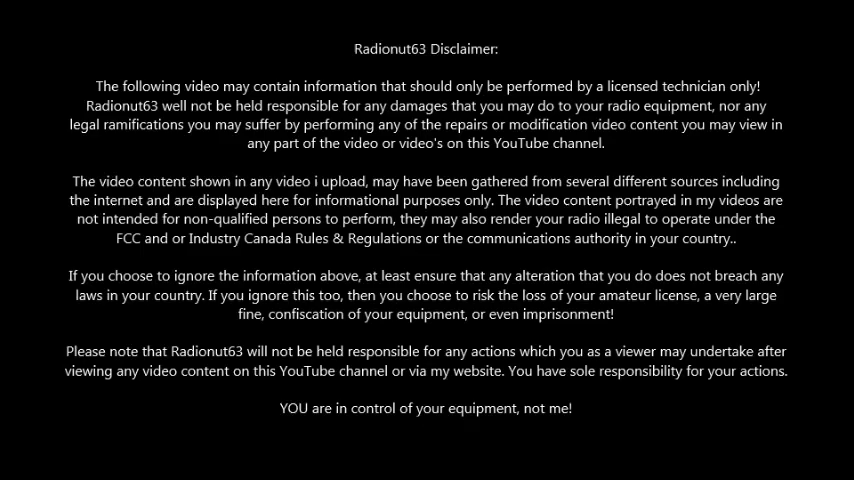 Radionut63 Disclaimer:
The following video may contain information that should only be performed by a licensed technician only!
Radionut63 well not be held responsible for any damages that you may do to your radio equipment, nor any
legal ramifications you may suffer by performing any of the repairs or modification video content you may view in
any part of the video or video's on this YouTube channel.
The video content shown in any video i upload, may have been gathered from several different sources including
the internet and are displayed here for informational purposes only. The video content portrayed in my videos are
not intended for non-qualified persons to perform, they may also render your radio illegal to operate under the
FCC and or Industry Canada Rules & Regulations or the communications authority in your country..
If you choose to ignore the information above, at least ensure that any alteration that you do does not breach any
laws in your country. If you ignore this too, then you choose to risk the loss of your amateur license, a very large
fine, confiscation of your equipment, or even imprisonment!
Please note that Radionut63 will not be held responsible for any actions which you as a viewer may undertake after
viewing any video content on this YouTube channel or via my website. You have sole responsibility for your actions.
YOU are in control of your equipment, not me!